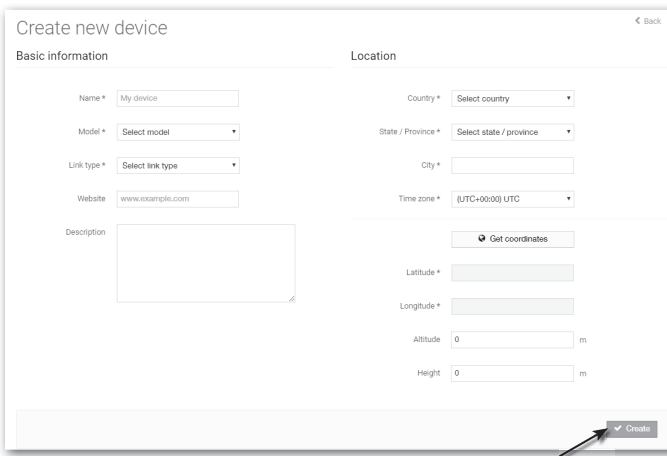 Create new device
Back
Basic information
Name *
My device
Model *
Select model
Link type *
Select link type
Website
www.example.com
Description
Location
Country *
Select country
State / Province *
Select state / province
City *
Time zone *
(UTC+00:00) UTC
Get coordinates
Latitude *
Longitude *
Altitude
0
m
Height
0
m
Create